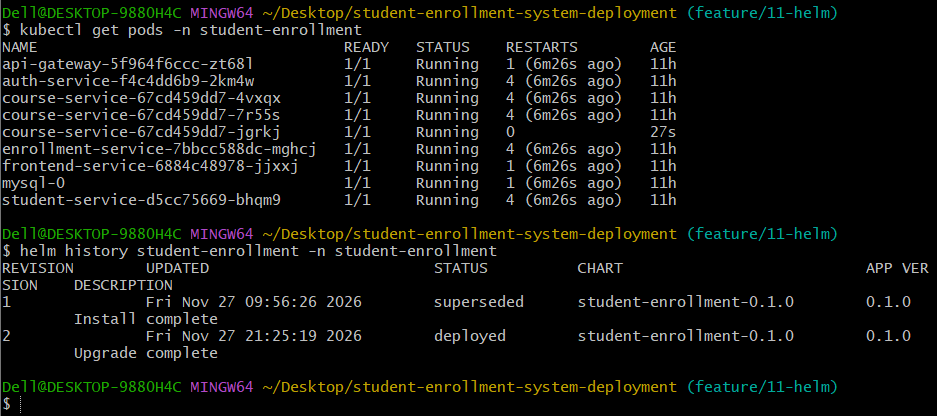 Dell@DESKTOP-9880H4C MINGW64 ~/Desktop/student-enrollment-system-deployment (feature/11-helm)
$ kubectl get pods -n student-enrollment
NAME READY STATUS RESTARTS AGE
api-gateway-5f964f6ccc-zt68l 1/1 Running 1 (6m26s ago) 11h
auth-service-f4c4dd6b9-2km4w 1/1 Running 4 (6m26s ago) 11h
course-service-67cd459dd7-4vxqx 1/1 Running 4 (6m26s ago) 11h
course-service-67cd459dd7-7r55s 1/1 Running 4 (6m26s ago) 11h
course-service-67cd459dd7-jgrkj 1/1 Running 0 27s
enrollment-service-7bbcc588dc-mghcj 1/1 Running 4 (6m26s ago) 11h
frontend-service-6884c48978-jjxxj 1/1 Running 1 (6m26s ago) 11h
mysql-0 1/1 Running 1 (6m26s ago) 11h
student-service-d5cc75669-bhqm9 1/1 Running 4 (6m26s ago) 11h
Dell@DESKTOP-9880H4C MINGW64 ~/Desktop/student-enrollment-system-deployment (feature/11-helm)
$ helm history student-enrollment -n student-enrollment
REVISION UPDATED STATUS CHART APP VER
SION DESCRIPTION
1 Fri Nov 27 09:56:26 2026 superseded student-enrollment-0.1.0 0.1.0
Install complete
2 Fri Nov 27 21:25:19 2026 deployed student-enrollment-0.1.0 0.1.0
Upgrade complete
Dell@DESKTOP-9880H4C MINGW64 ~/Desktop/student-enrollment-system-deployment (feature/11-helm)
$